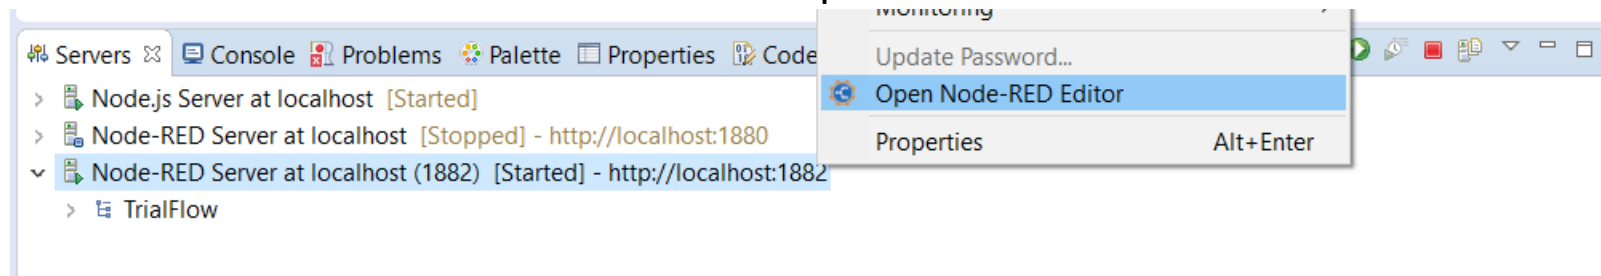 Monitoring
Servers Console Problems Palette Properties Code
Update Password...
Node.js Server at localhost [Started]
Open Node-RED Editor
Node-RED Server at localhost [Stopped] - http://localhost:1880
Properties Alt+Enter
Node-RED Server at localhost (1882) [Started] - http://localhost:1882
TrialFlow